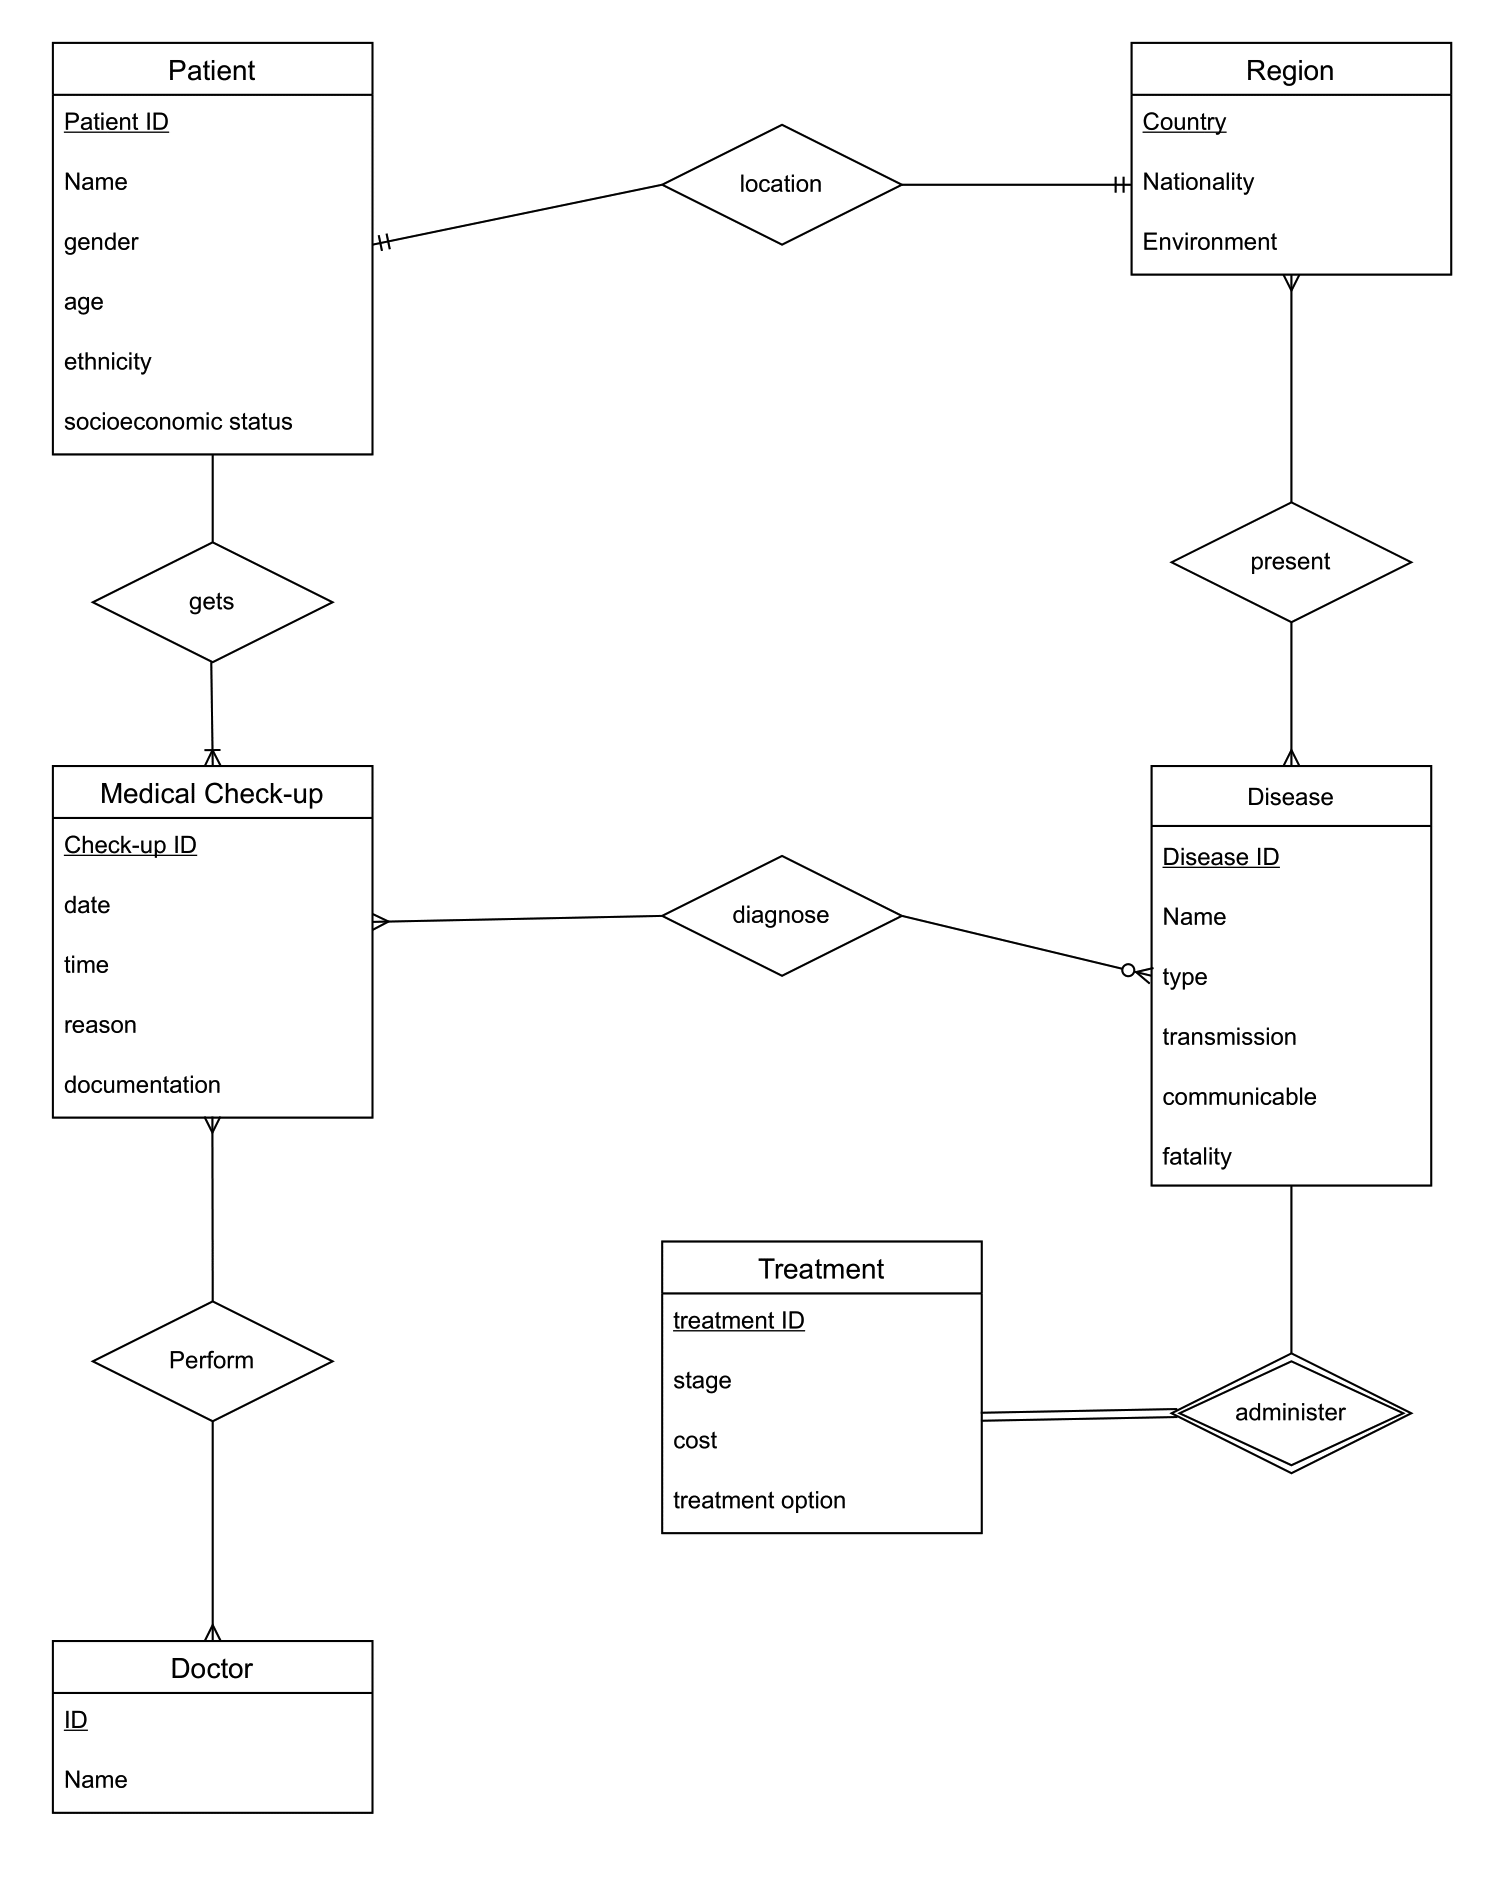 Patient
Patient ID
Name
gender
age
ethnicity
socioeconomic status
location
Region
Country
Nationality
Environment
gets
present
Medical Check-up
Check-up ID
date
time
reason
documentation
diagnose
Disease
Disease ID
Name
type
transmission
communicable
fatality
Treatment
treatment ID
stage
cost
treatment option
administer
Perform
Doctor
ID
Name